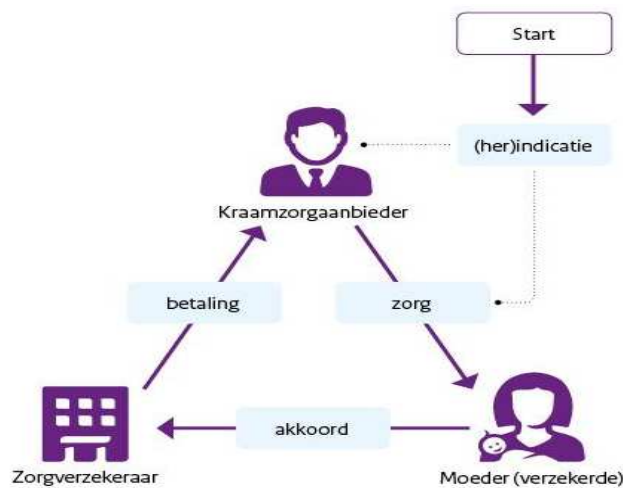 Start
(her)indicatie
Kraamzorgaanbieder
betaling
zorg
akkoord
Zorgverzekeraar
Moeder (verzekerde)